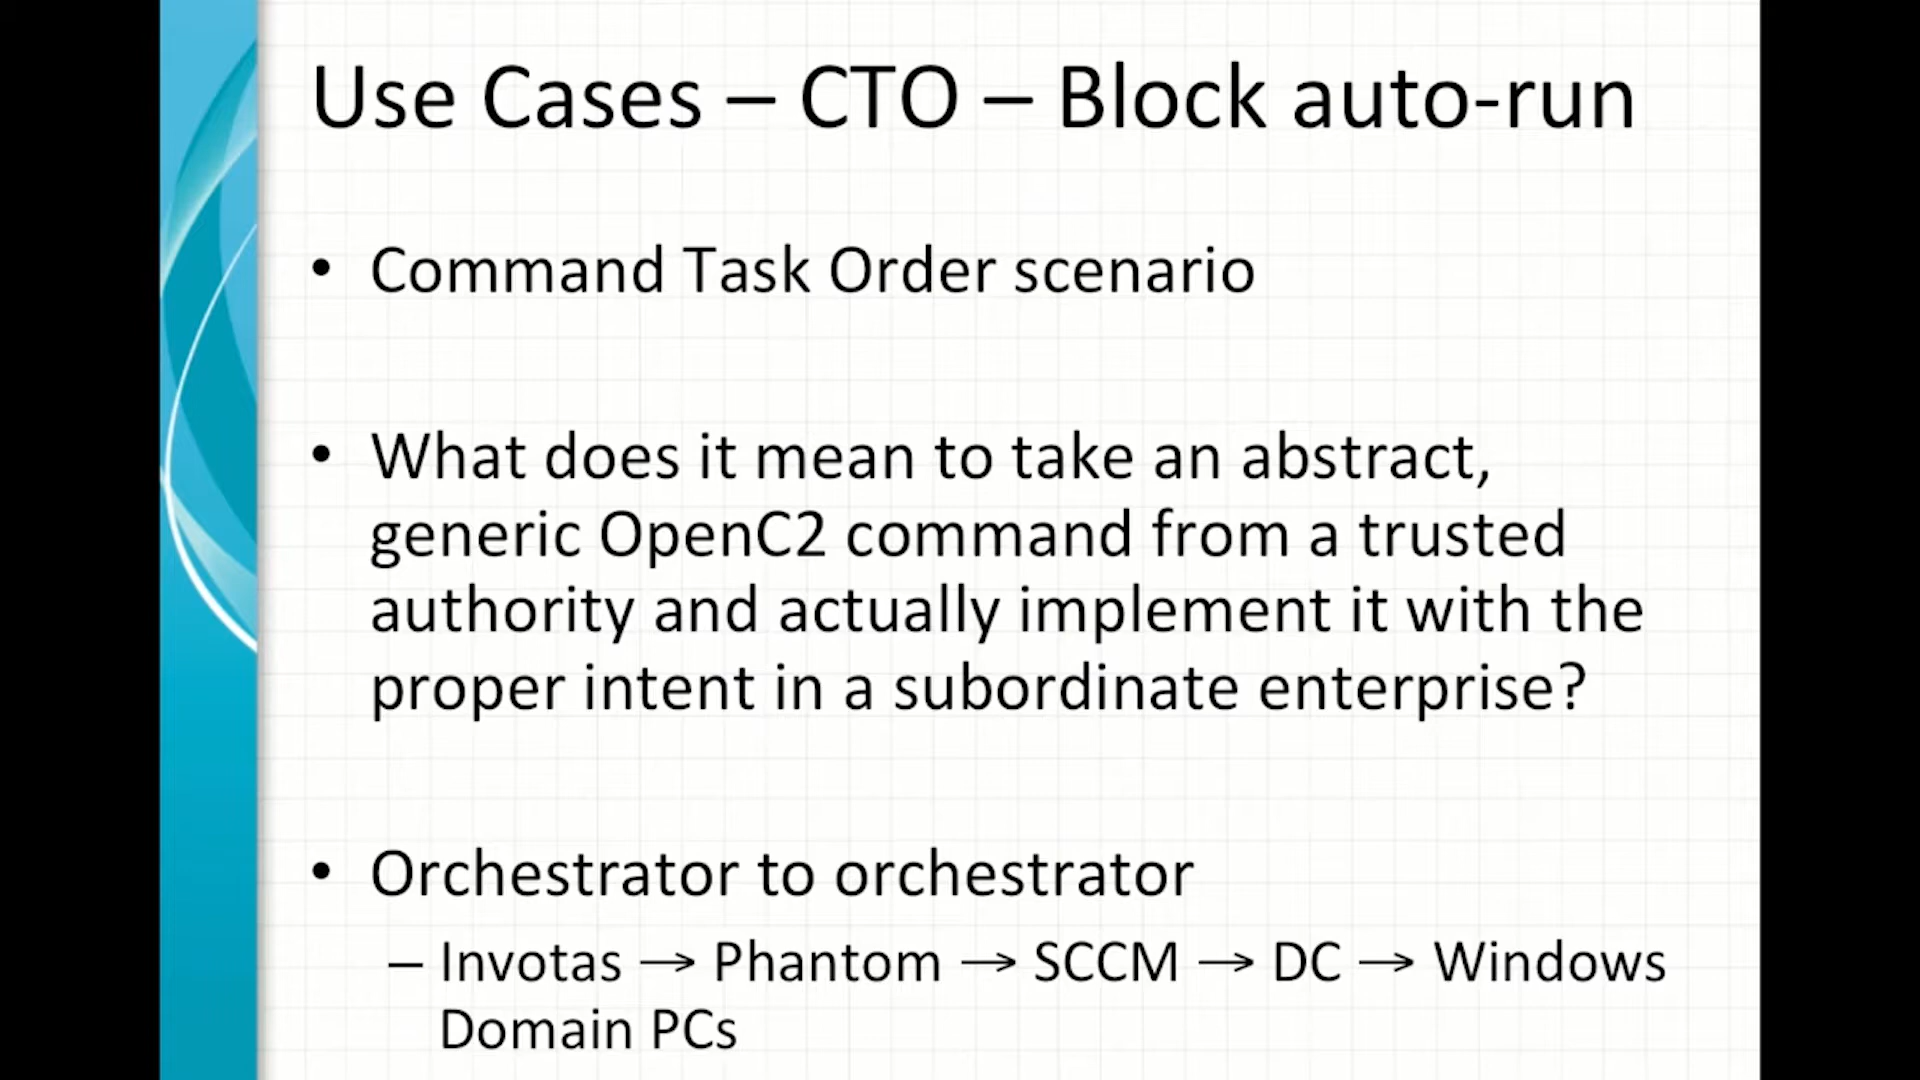 Use Cases – CTO – Block auto-run
• Command Task Order scenario
• What does it mean to take an abstract,
generic OpenC2 command from a trusted
authority and actually implement it with the
proper intent in a subordinate enterprise?
• Orchestrator to orchestrator
– Invotas → Phantom → SCCM → DC → Windows
Domain PCs